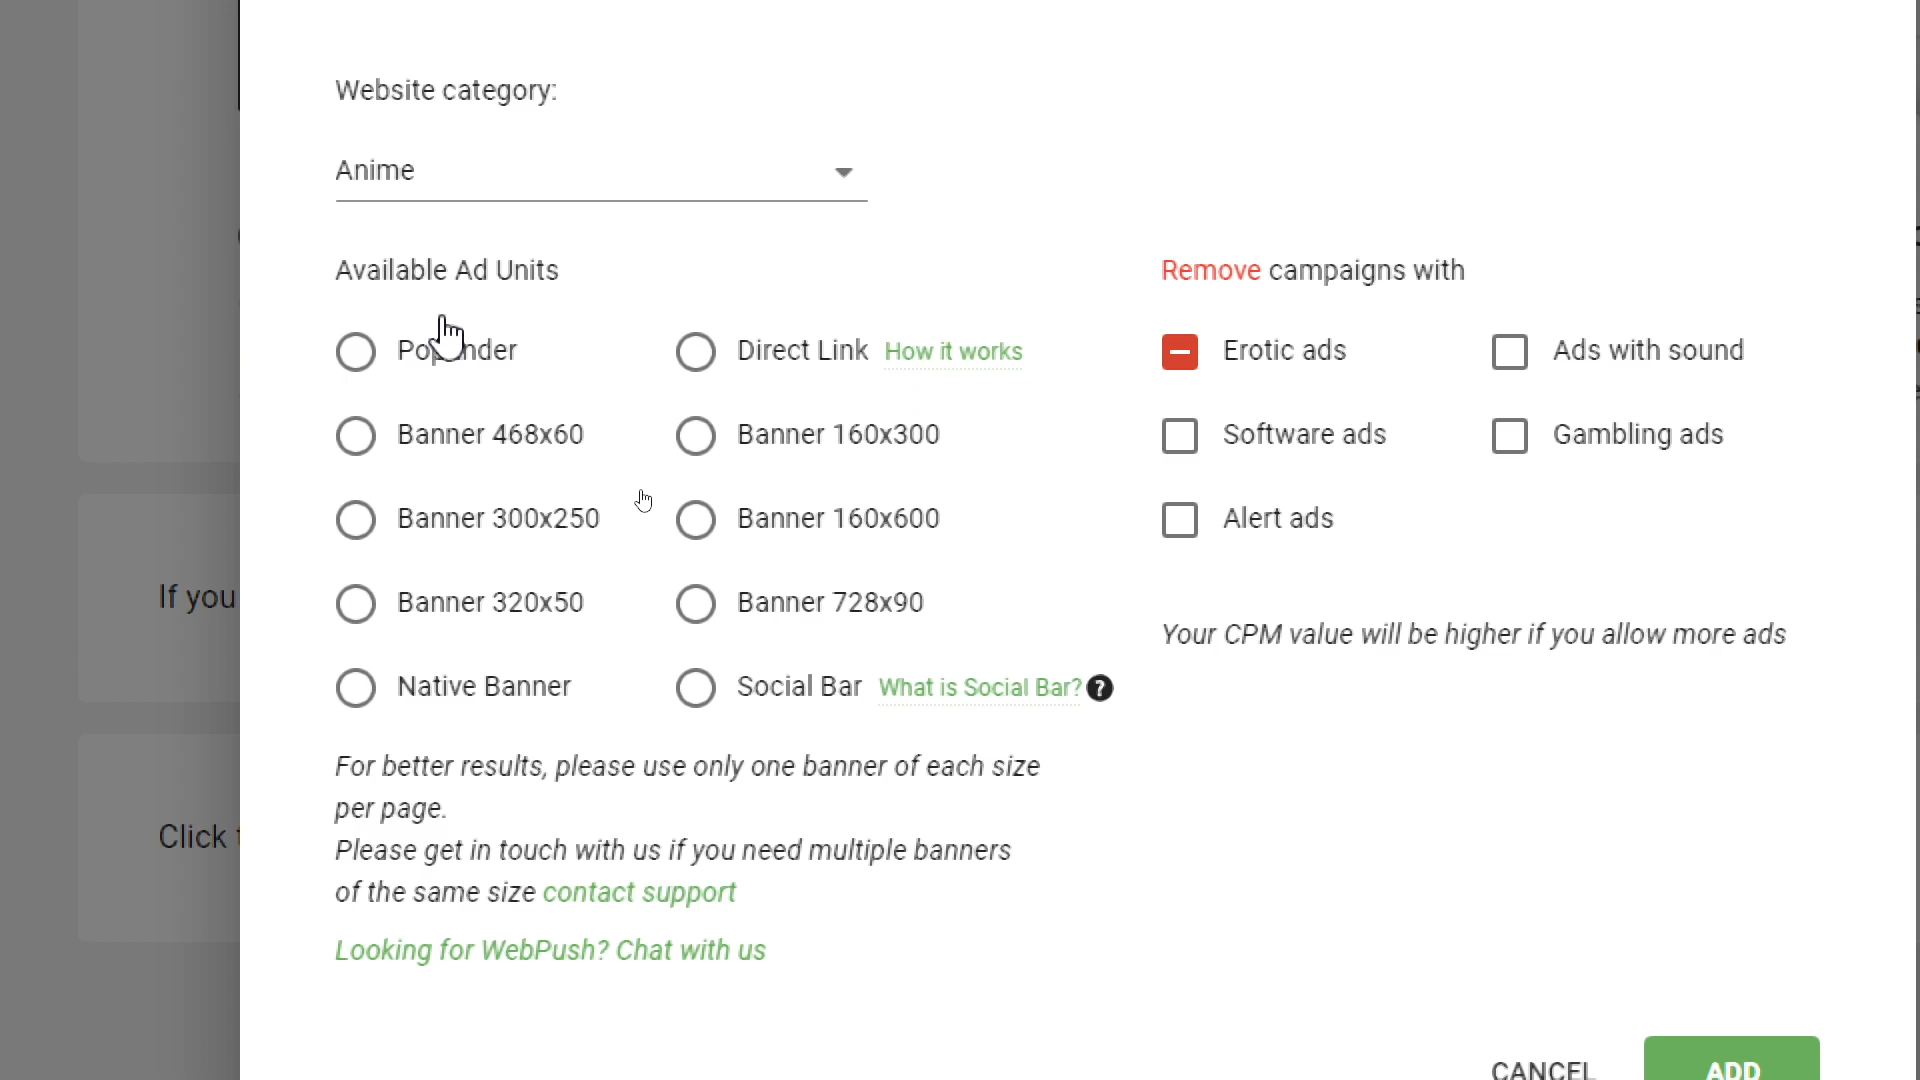 Website category:
Anime
Available Ad Units
Remove campaigns with
Direct Link How it works
Erotic ads
Ads with sound
Banner 468x60
Banner 160x300
Software ads
Gambling ads
Banner 300x250
Banner 160x600
Alert ads
If you
Banner 320x50
Banner 728x90
Your CPM value will be higher if you allow more ads
Native Banner
Social Bar What is Social Bar? ?
For better results, please use only one banner of each size
per page.
Click
Please get in touch with us if you need multiple banners
of the same size contact support
Looking for WebPush? Chat with us
CANCEL
ADD